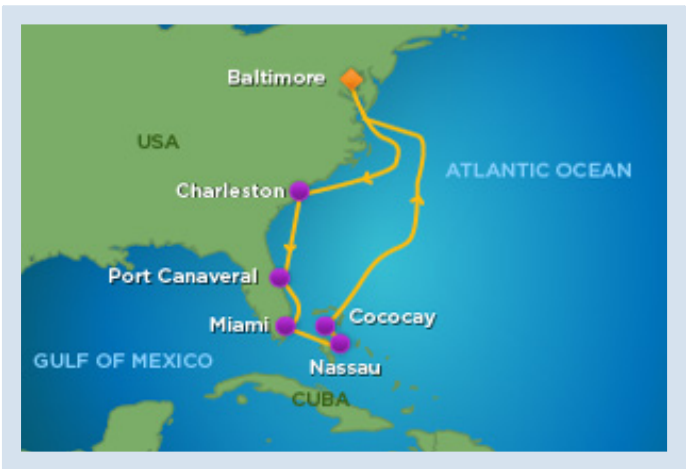 Baltimore
USA
ATLANTIC OCEAN
Charleston
Port Canaveral
Miami
Cococay
GULF OF MEXICO
Nassau
CUBA